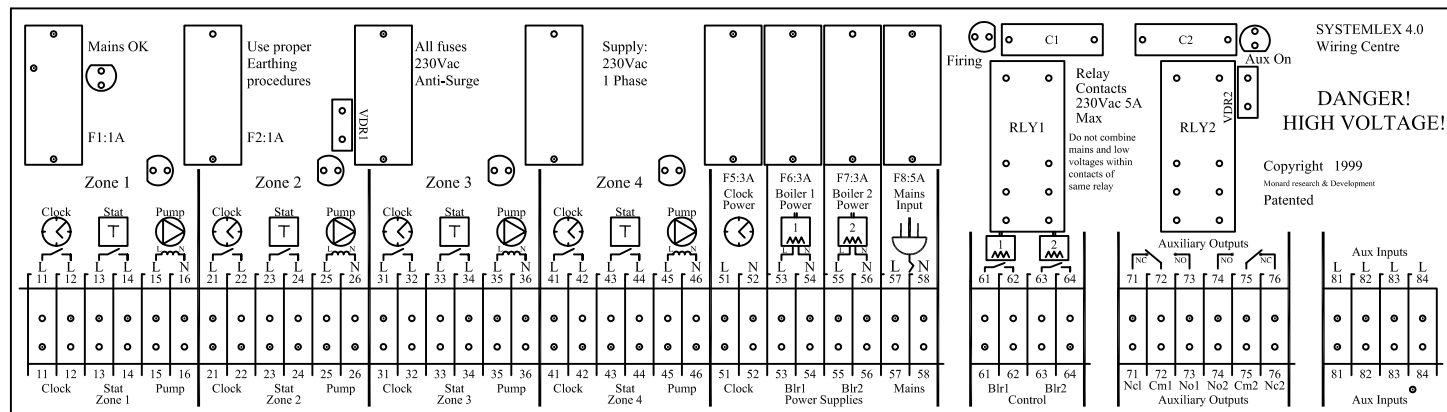 Mains OK
F1:1A
Use proper
Earthing
procedures
F2:1A
VDR1
All fuses
230Vac
Anti-Surge
Supply:
230Vac
1 Phase
Firing
C1
C2
Aux On
SYSTEMLEX 4.0
Wiring Centre
RLY1
Relay
Contacts
230Vac 5A
Max
Do not combine
mains and low
voltages within
contacts of
same relay
RLY2
VDR2
DANGER!
HIGH VOLTAGE!
Copyright 1999
Monard research & Development
Patented
Zone 1 Zone 2 Zone 3 Zone 4
F5:3A F6:3A F7:3A F8:5A
Clock Boiler 1 Boiler 2 Mains
Power Power Power Input
Clock Stat Pump Clock Stat Pump Clock Stat Pump Clock Stat Pump
T T T T
1 2 1 2
L N L N L N L N L N L N
Auxiliary Outputs
NC NO NO NC
Aux Inputs
L L L L L N L L L L L N L L L L L N L L L L L N L N L N L N L N
L L L L
11 12 13 14 15 16 21 22 23 24 25 26 31 32 33 34 35 36 41 42 43 44 45 46 51 52 53 54 55 56 57 58 61 62 63 64 71 72 73 74 75 76 81 82 83 84
11 12 13 14 15 16 21 22 23 24 25 26 31 32 33 34 35 36 41 42 43 44 45 46 51 52 53 54 55 56 57 58 61 62 63 64 71 72 73 74 75 76 81 82 83 84
Clock Stat Pump Clock Stat Pump Clock Stat Pump Clock Stat Pump Clock Blr1 Blr2 Mains Blr1 Blr2 Nc1 Cm1 No1 No2 Cm2 Nc2
Zone 1 Zone 2 Zone 3 Zone 4 Power Supplies Control Auxiliary Outputs Aux Inputs